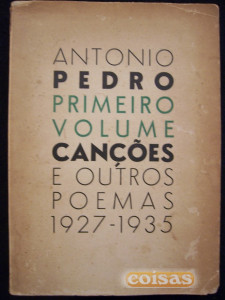 ANTONIO
PEDRO
PRIMEIRO
VOLUME
CANÇÕES
E OUTROS
POEMAS
1927-1935
coisas